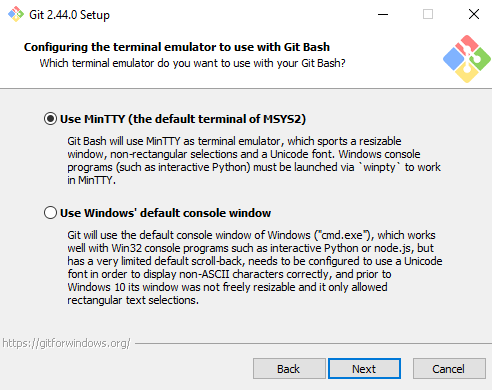 Git 2.44.0 Setup
Configuring the terminal emulator to use with Git Bash
Which terminal emulator do you want to use with your Git Bash?
Use MinTTY (the default terminal of MSYS2)
Git Bash will use MinTTY as terminal emulator, which sports a resizable
window, non-rectangular selections and a Unicode font. Windows console
programs (such as interactive Python) must be launched via `winpty` to work
in MinTTY.
Use Windows' default console window
Git will use the default console window of Windows ("cmd.exe"), which works
well with Win32 console programs such as interactive Python or node.js, but
has a very limited default scroll-back, needs to be configured to use a Unicode
font in order to display non-ASCII characters correctly, and prior to
Windows 10 its window was not freely resizable and it only allowed
rectangular text selections.
https://gitforwindows.org/
Back
Next
Cancel